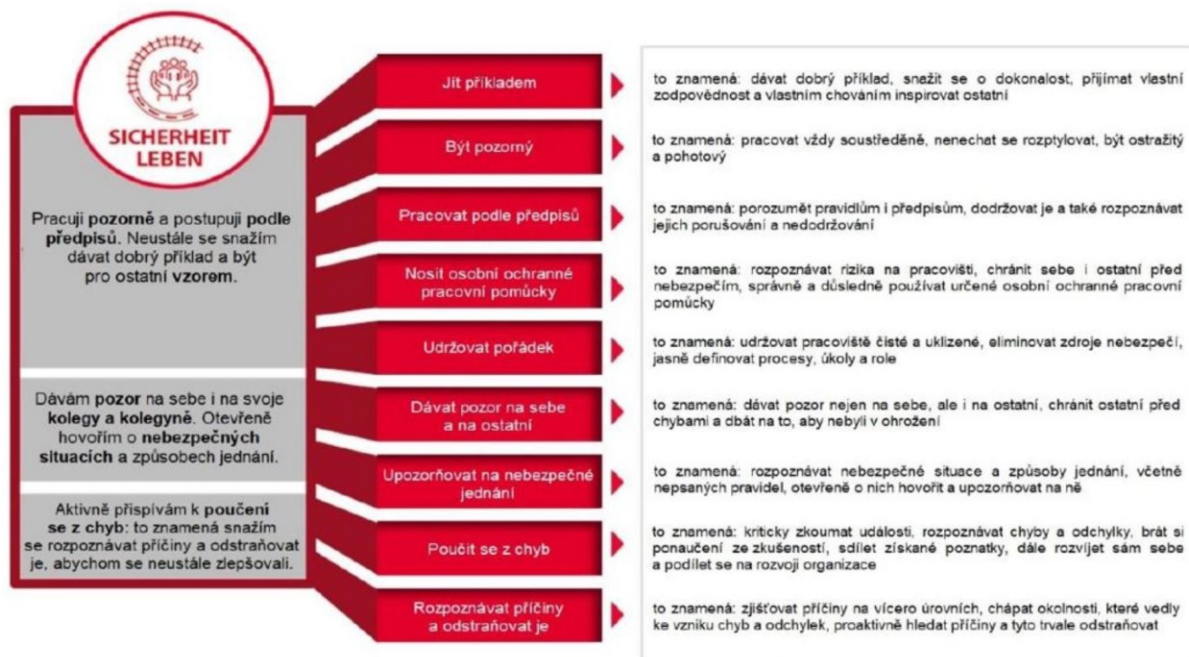 SICHERHEIT
LEBEN
Pracuji pozorně a postupuji podle
předpisů. Neustále se snažím
dávat dobrý příklad a být
pro ostatní vzorem.
Dávám pozor na sebe i na svoje
kolegy a kolegyně. Otevřeně
hovořím o nebezpečných
situacích a způsobech jednání.
Aktivně přispívám k poučení
se z chyb: to znamená snažím
se rozpoznávat příčiny a odstraňovat
je, abychom se neustále zlepšovali.
Jít příkladem
to znamená: dávat dobrý příklad, snažit se o dokonalost, přijímat vlastní
zodpovědnost a vlastním chováním inspirovat ostatní
Být pozorný
to znamená: pracovat vždy soustředěně, nenechat se rozptylovat, být ostražitý
a pohotový
Pracovat podle předpisů
to znamená: porozumět pravidlům i předpisům, dodržovat je a také rozpoznávat
jejich porušování a nedodržování
Nosit osobní ochranné
pracovní pomůcky
to znamená: rozpoznávat rizika na pracovišti, chránit sebe i ostatní před
nebezpečím, správně a důsledně používat určené osobní ochranné pracovní
pomůcky
Udržovat pořádek
to znamená: udržovat pracoviště čisté a uklizené, eliminovat zdroje nebezpečí,
jasně definovat procesy, úkoly a role
Dávat pozor na sebe
a na ostatní
to znamená: dávat pozor nejen na sebe, ale i na ostatní, chránit ostatní před
chybami a dbát na to, aby nebyli v ohrožení
Upozorňovat na nebezpečné
jednání
to znamená: rozpoznávat nebezpečné situace a způsoby jednání, včetně
nepsaných pravidel, otevřeně o nich hovořit a upozorňovat na ně
Poučit se z chyb
to znamená: kriticky zkoumat události, rozpoznávat chyby a odchylky, brát si
ponaučení ze zkušeností, sdílet získané poznatky, dále rozvíjet sám sebe
a podílet se na rozvoji organizace
Rozpoznávat příčiny
a odstraňovat je
to znamená: zjišťovat příčiny na vícero úrovních, chápat okolnosti, které vedly
ke vzniku chyb a odchylek, proaktivně hledat příčiny a tyto trvale odstraňovat